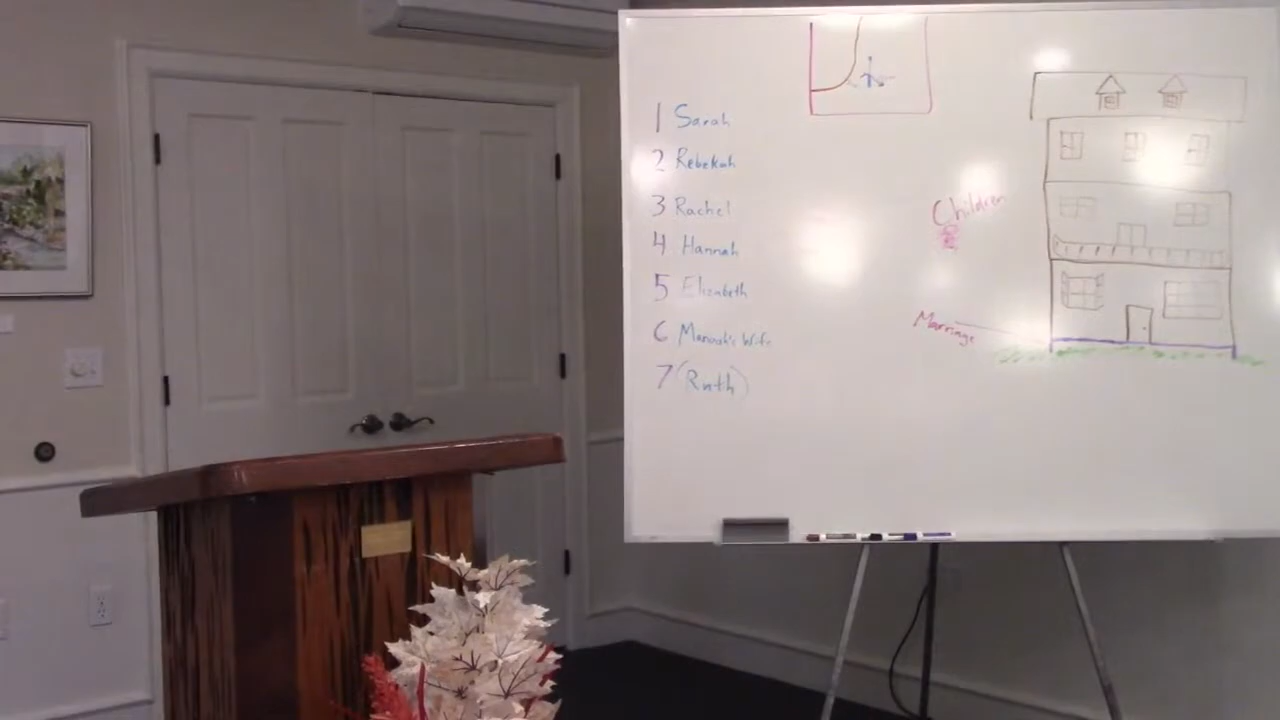 1 Sarah
2 Rebekah
3 Rachel
4 Hannah
5 Elizabeth
6 Manoah's Wife
7 (Ruth)
Children
Marriage